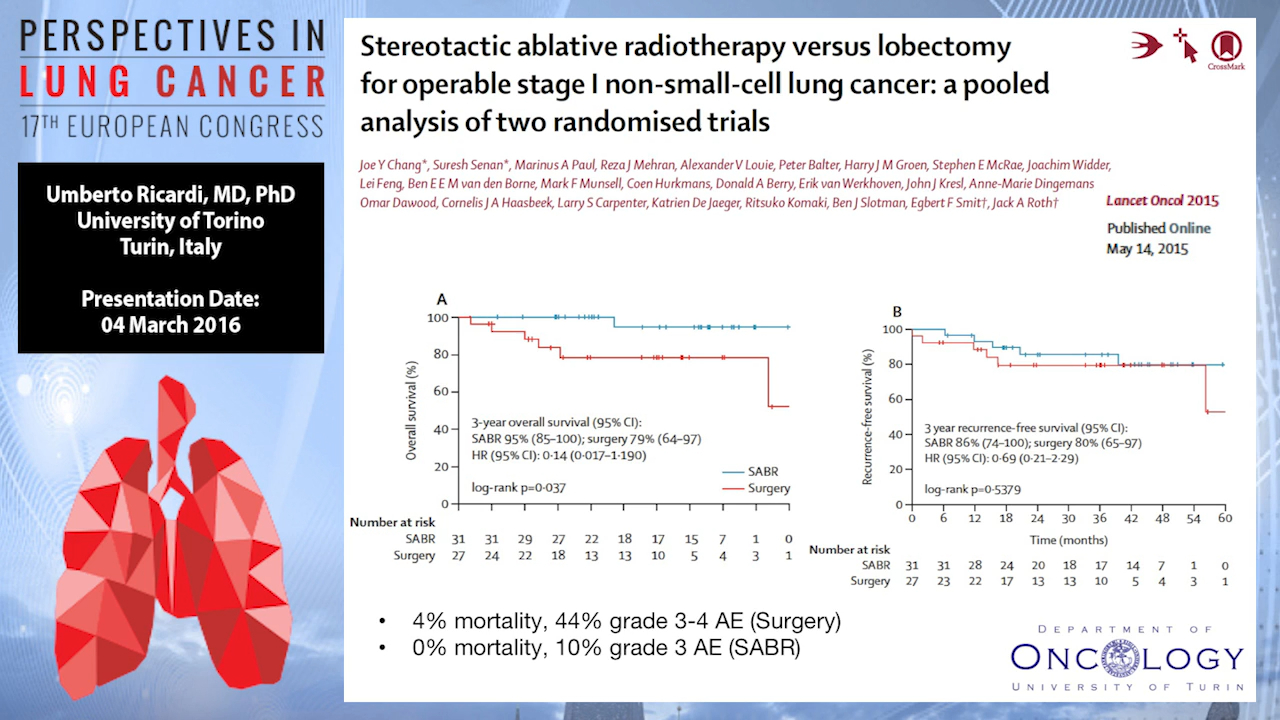 PERSPECTIVES IN
LUNG CANCER
17TH EUROPEAN CONGRESS
Umberto Ricardi, MD, PhD
University of Torino
Turin, Italy
Presentation Date:
04 March 2016
Stereotactic ablative radiotherapy versus lobectomy
for operable stage I non-small-cell lung cancer: a pooled
analysis of two randomised trials
CrossMark
Joe Y Chang*, Suresh Senan*, Marinus A Paul, Reza J Mehran, Alexander V Louie, Peter Balter, Harry J M Groen, Stephen E McRae, Joachim Widder,
Lei Feng, Ben E E M van den Borne, Mark F Munsell, Coen Hurkmans, Donald A Berry, Erik van Werkhoven, John J Kresl, Anne-Marie Dingemans
Omar Dawood, Cornelis J A Haasbeek, Larry S Carpenter, Katrien De Jaeger, Ritsuko Komaki, Ben J Slotman, Egbert F Smit†, Jack A Roth†
Lancet Oncol 2015
Published Online
May 14, 2015
A
Overall survival (%)
100
80
60
40
20
0
3-year overall survival (95% CI):
SABR 95% (85–100); surgery 79% (64–97)
HR (95% CI): 0·14 (0·017–1·190)
log-rank p=0·037
SABR
Surgery
Number at risk
SABR 31 31 29 27 22 18 17 15 7 1 0
Surgery 27 24 22 18 13 13 10 5 4 3 1
B
Recurrence-free survival (%)
100
80
60
40
20
0
3 year recurrence-free survival (95% CI):
SABR 86% (74–100); surgery 80% (65–97)
HR (95% CI): 0·69 (0·21–2·29)
log-rank p=0·5379
0 6 12 18 24 30 36 42 48 54 60
Time (months)
Number at risk
SABR 31 31 28 24 20 18 17 14 7 1 0
Surgery 27 23 22 17 13 13 10 5 4 3 1
• 4% mortality, 44% grade 3-4 AE (Surgery)
• 0% mortality, 10% grade 3 AE (SABR)
DEPARTMENT OF
ONCOLOGY
UNIVERSITY OF TURIN